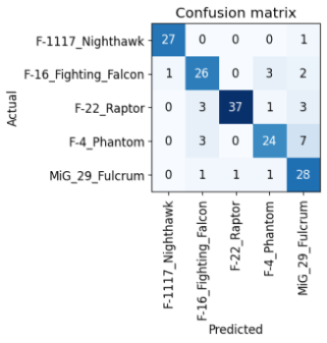 Confusion matrix
Actual
F-1117_Nighthawk 27 0 0 0 1
F-16_Fighting_Falcon 1 26 0 3 2
F-22_Raptor 0 3 37 1 3
F-4_Phantom 0 3 0 24 7
MiG_29_Fulcrum 0 1 1 1 28
F-1117_Nighthawk
F-16_Fighting_Falcon
F-22_Raptor
F-4_Phantom
MiG_29_Fulcrum
Predicted